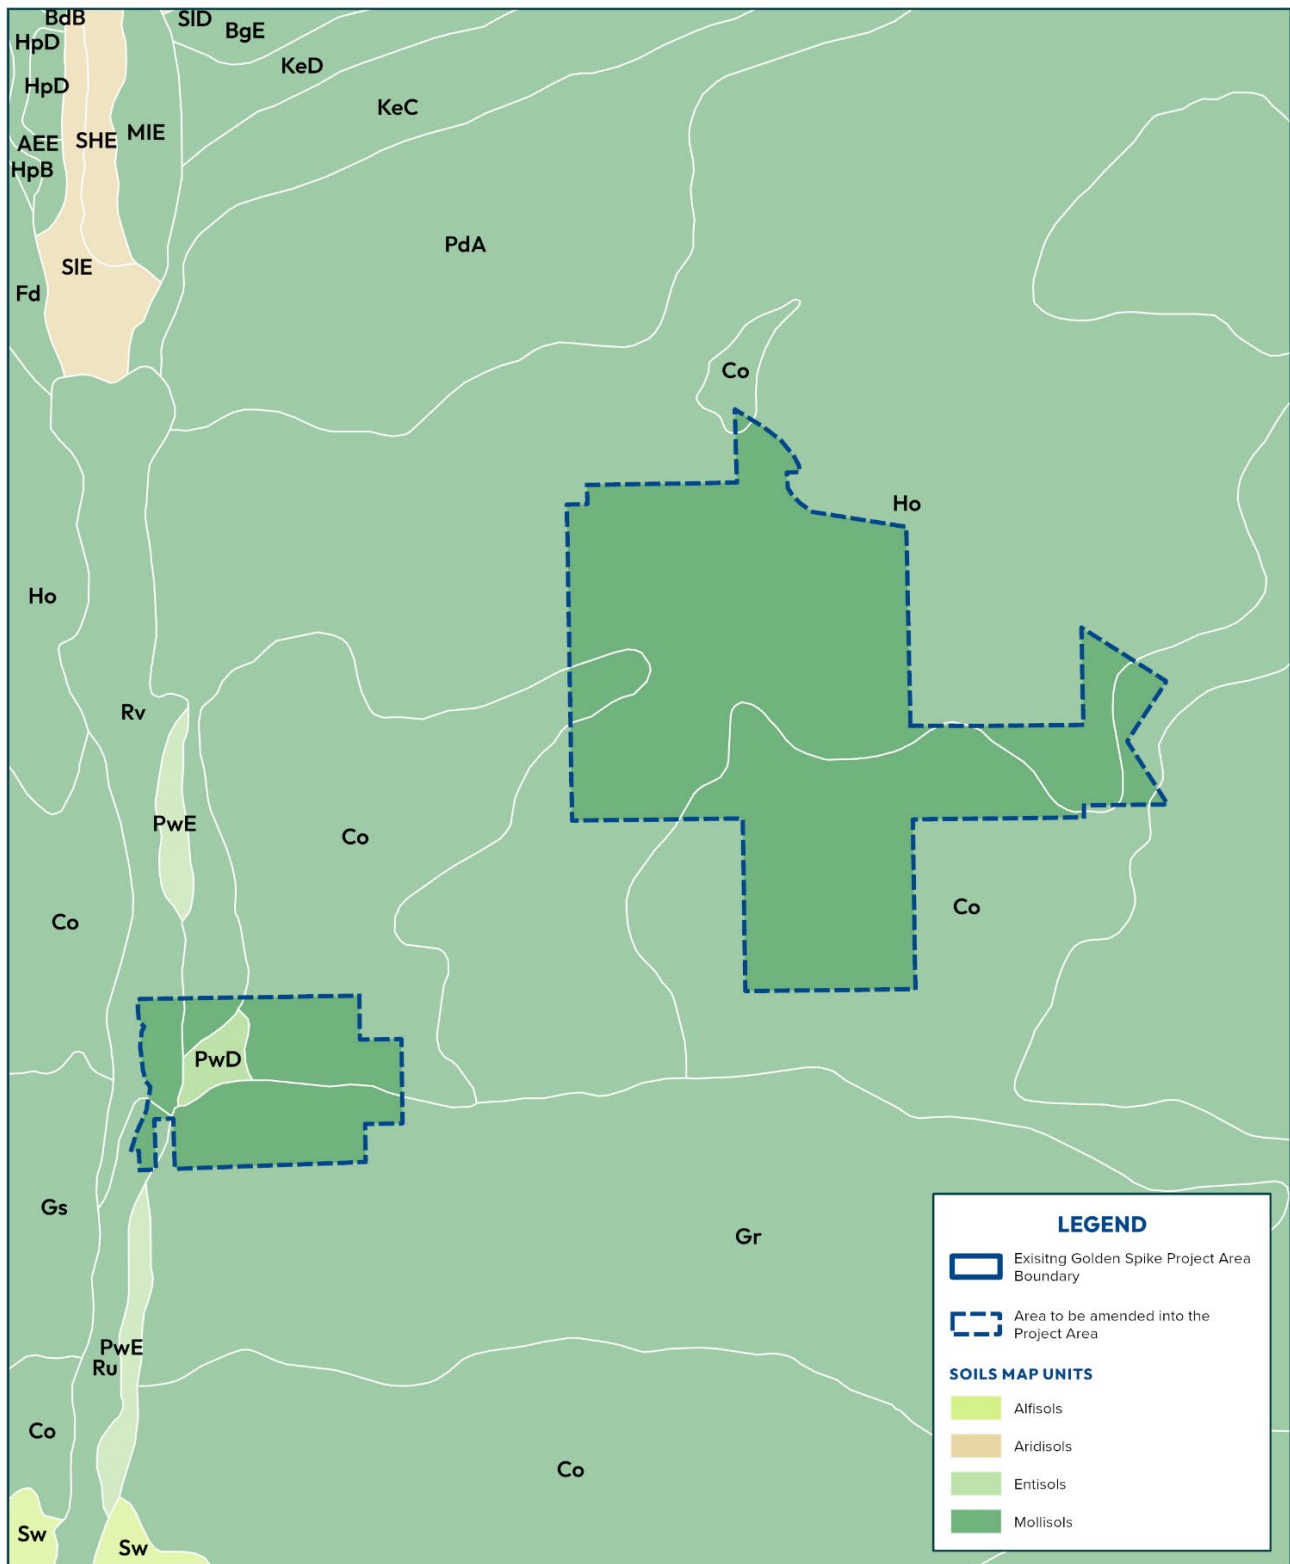 BdB
SID
HpD
BgE
KeD
HpD
KeC
MIE
AEE
SHE
HpB
PdA
SIE
Fd
Co
Ho
Ho
Rv
PwE
Co
Co
Co
PwD
Gs
Gr
PwE
Ru
Co
Co
Sw
Sw
LEGEND
Exisitng Golden Spike Project Area
Boundary
Area to be amended into the
Project Area
SOILS MAP UNITS
Alfisols
Aridisols
Entisols
Mollisols